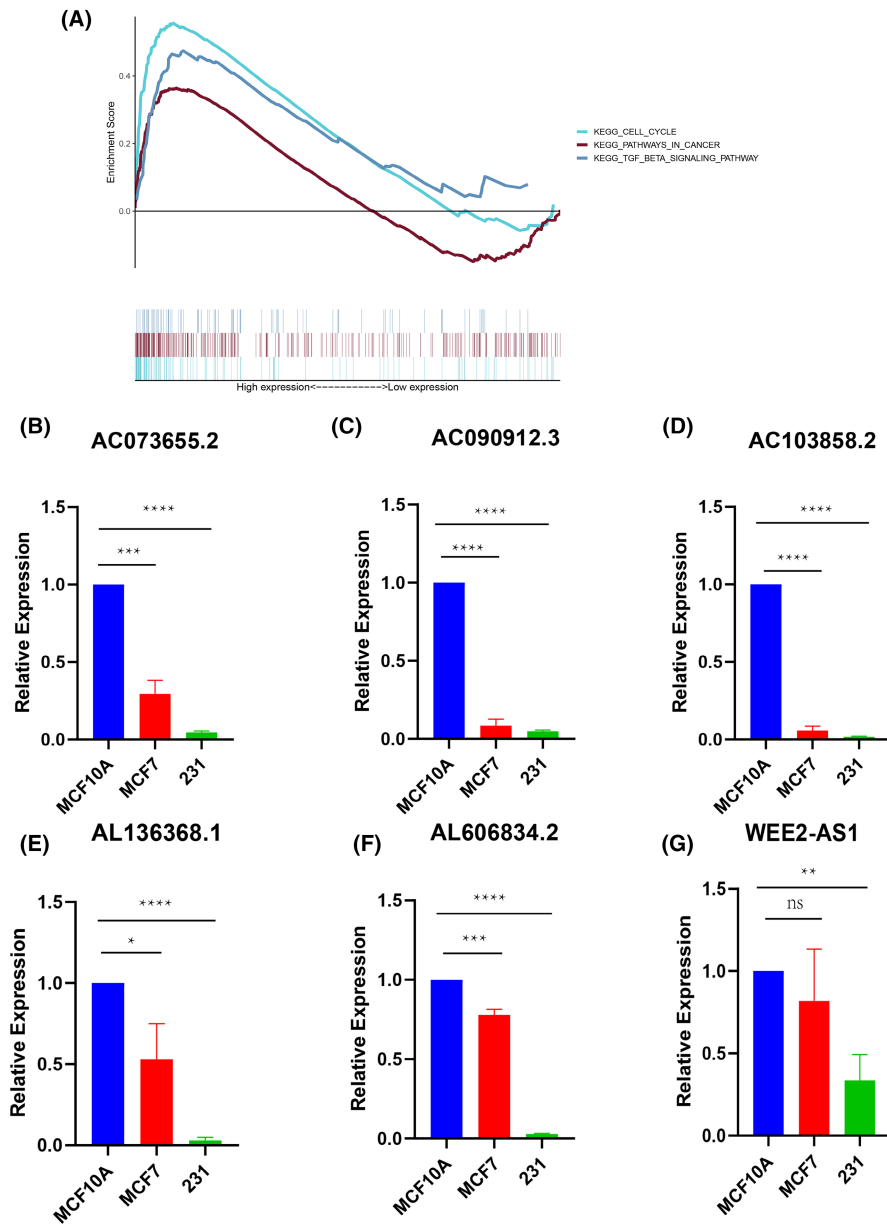 (A)
Enrichment Score
0.4
0.2
0.0
KEGG_CELL_CYCLE
KEGG_PATHWAYS_IN_CANCER
KEGG_TGF_BETA_SIGNALING_PATHWAY
High expression<----------->Low expression
(B)
AC073655.2
Relative Expression
1.5
1.0
0.5
0.0
****
***
MCF10A
MCF7
231
(C)
AC090912.3
Relative Expression
1.5
1.0
0.5
0.0
****
****
MCF10A
MCF7
231
(D)
AC103858.2
Relative Expression
1.5
1.0
0.5
0.0
****
****
MCF10A
MCF7
231
(E)
AL136368.1
Relative Expression
1.5
1.0
0.5
0.0
****
*
MCF10A
MCF7
231
(F)
AL606834.2
Relative Expression
1.5
1.0
0.5
0.0
****
***
MCF10A
MCF7
231
(G)
WEE2-AS1
Relative Expression
1.5
1.0
0.5
0.0
**
ns
MCF10A
MCF7
231